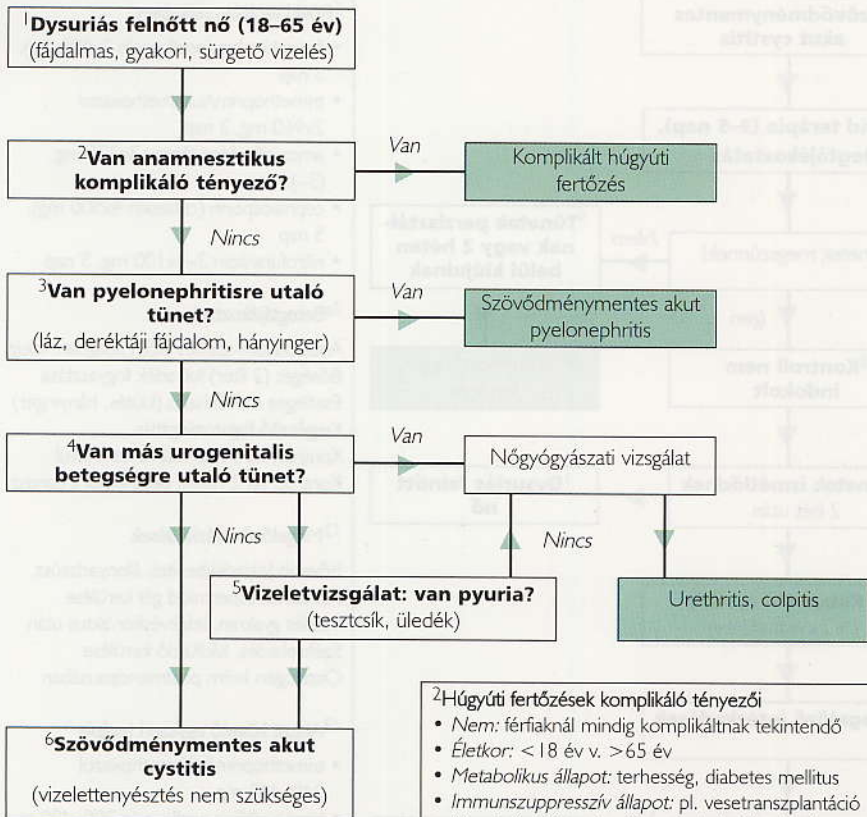 1Dysuriás felnőtt nő (18–65 év)
(fájdalmas, gyakori, sürgető vizelés)
2Van anamnesztikus
komplikáló tényező?
Van
Komplikált húgyúti
fertőzés
Nincs
3Van pyelonephritisre utaló
tünet?
(láz, deréktáji fájdalom, hányinger)
Van
Szövődménymentes akut
pyelonephritis
Nincs
4Van más urogenitalis
betegségre utaló tünet?
Van
Nőgyógyászati vizsgálat
Nincs
Nincs
5Vizeletvizsgálat: van pyuria?
(tesztcsík, üledék)
Urethritis, colpitis
6Szövődménymentes akut
cystitis
(vizelettenyésztés nem szükséges)
2Húgyúti fertőzések komplikáló tényezői
• Nem: férfiaknál mindig komplikáltnak tekintendő
• Életkor: <18 év v. >65 év
• Metabolikus állapot: terhesség, diabetes mellitus
• Immunszuppresszív állapot: pl. vesetranszplantáció